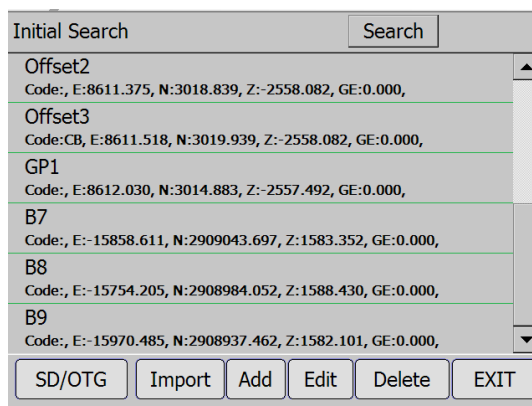 Initial Search Search
Offset2
Code:, E:8611.375, N:3018.839, Z:-2558.082, GE:0.000,
Offset3
Code:CB, E:8611.518, N:3019.939, Z:-2558.082, GE:0.000,
GP1
Code:, E:8612.030, N:3014.883, Z:-2557.492, GE:0.000,
B7
Code:, E:-15858.611, N:2909043.697, Z:1583.352, GE:0.000,
B8
Code:, E:-15754.205, N:2908984.052, Z:1588.430, GE:0.000,
B9
Code:, E:-15970.485, N:2908937.462, Z:1582.101, GE:0.000,
SD/OTG Import Add Edit Delete EXIT